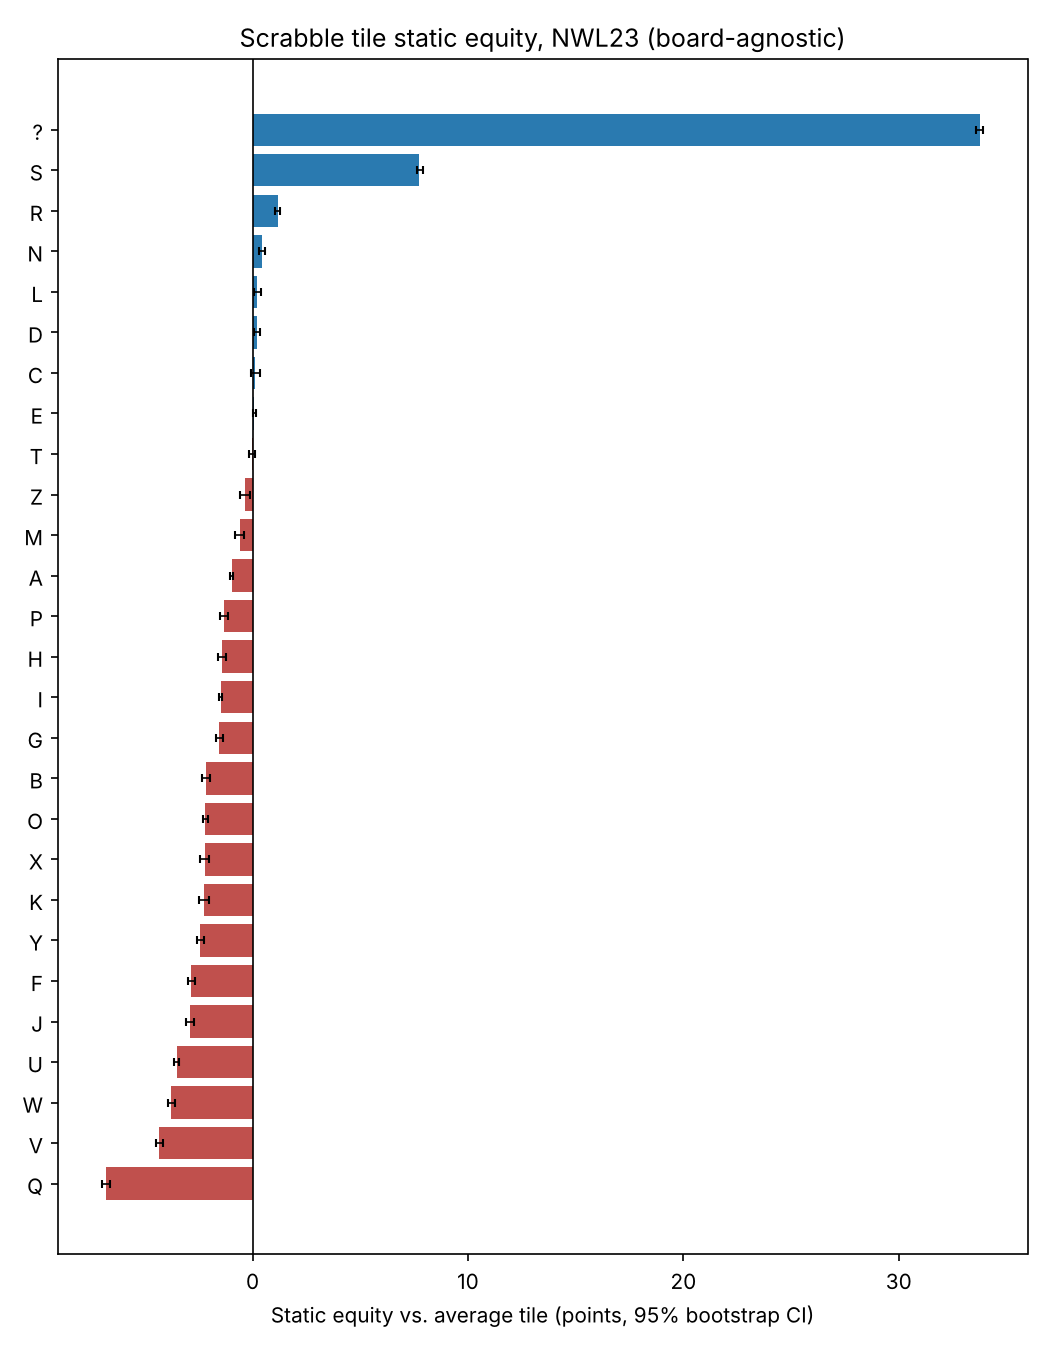 Scrabble tile static equity, NWL23 (board-agnostic)
?
S
R
N
L
D
C
E
T
Z
M
A
P
H
I
G
B
O
X
K
Y
F
J
U
W
V
Q
0 10 20 30
Static equity vs. average tile (points, 95% bootstrap CI)